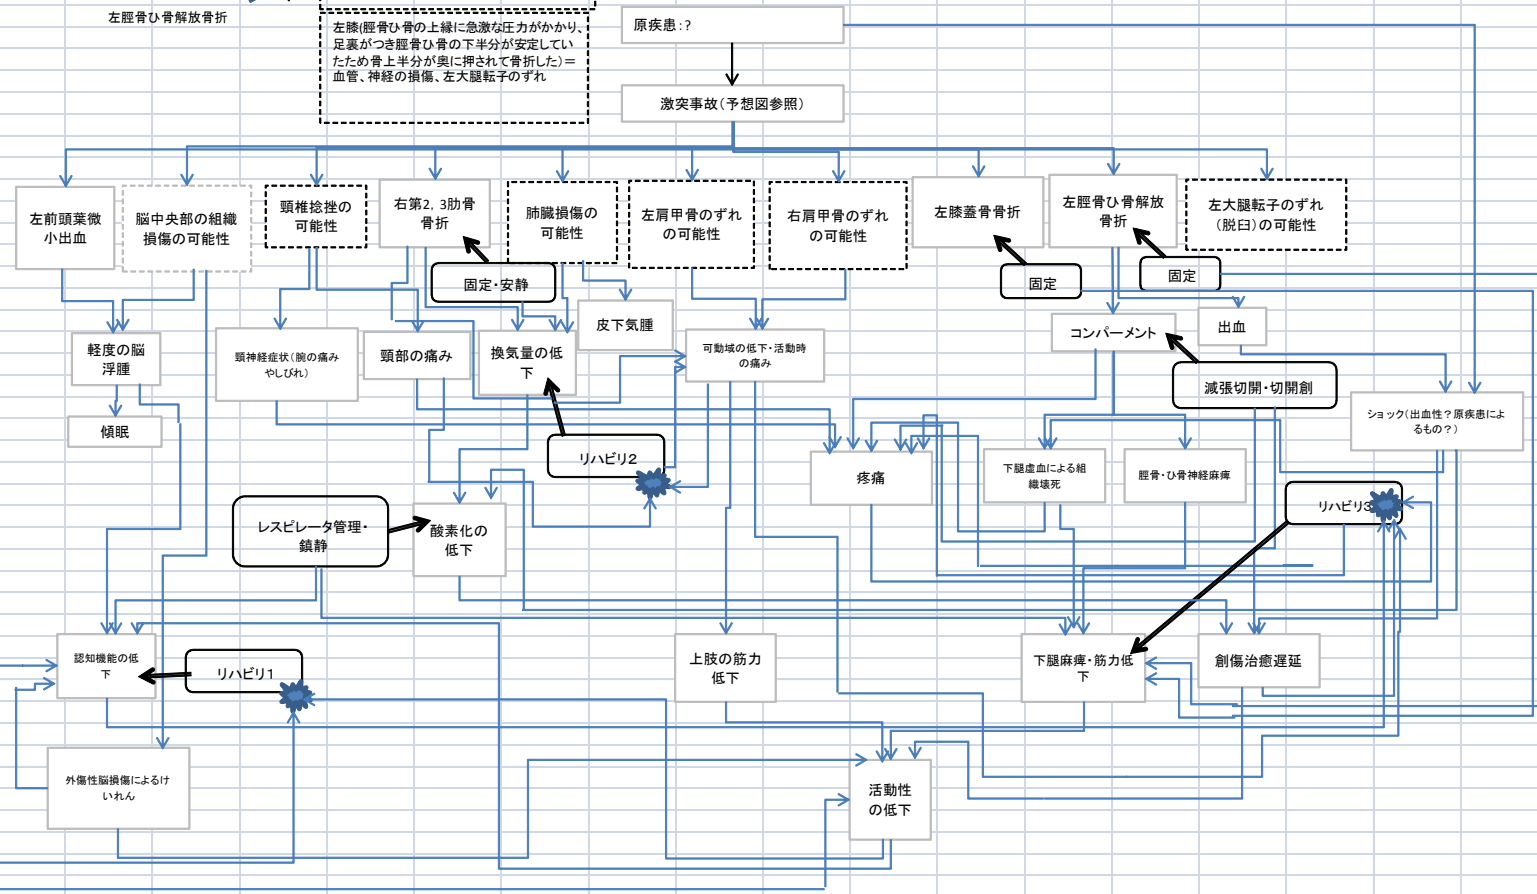 左脛骨ひ骨解放骨折
左膝(脛骨ひ骨の上縁に急激な圧力がかかり、
足裏がつき脛骨ひ骨の下半分が安定してい
たため骨上半分が奥に押されて骨折した)=
血管、神経の損傷、左大腿転子のずれ
原疾患:?
激突事故(予想図参照)
左前頭葉微
小出血
脳中央部の組織
損傷の可能性
頸椎捻挫の
可能性
右第2, 3肋骨
骨折
肺臓損傷の
可能性
左肩甲骨のずれ
の可能性
右肩甲骨のずれ
の可能性
左膝蓋骨骨折
左脛骨ひ骨解放
骨折
左大腿転子のずれ
(脱臼)の可能性
固定・安静
固定
固定
皮下気腫
コンパーメント
出血
軽度の脳
浮腫
頸神経症状(腕の痛み
やしびれ)
頸部の痛み
換気量の低
下
可動域の低下・活動時
の痛み
減張切開・切開創
傾眠
ショック(出血性?原疾患によ
るもの?)
リハビリ2
疼痛
下腿虚血による組
織壊死
脛骨・ひ骨神経麻痺
リハビリ3
レスピレータ管理・
鎮静
酸素化の
低下
認知機能の低
下
リハビリ1
上肢の筋力
低下
下腿麻痺・筋力低
下
創傷治癒遅延
外傷性脳損傷によるけ
いれん
活動性
の低下